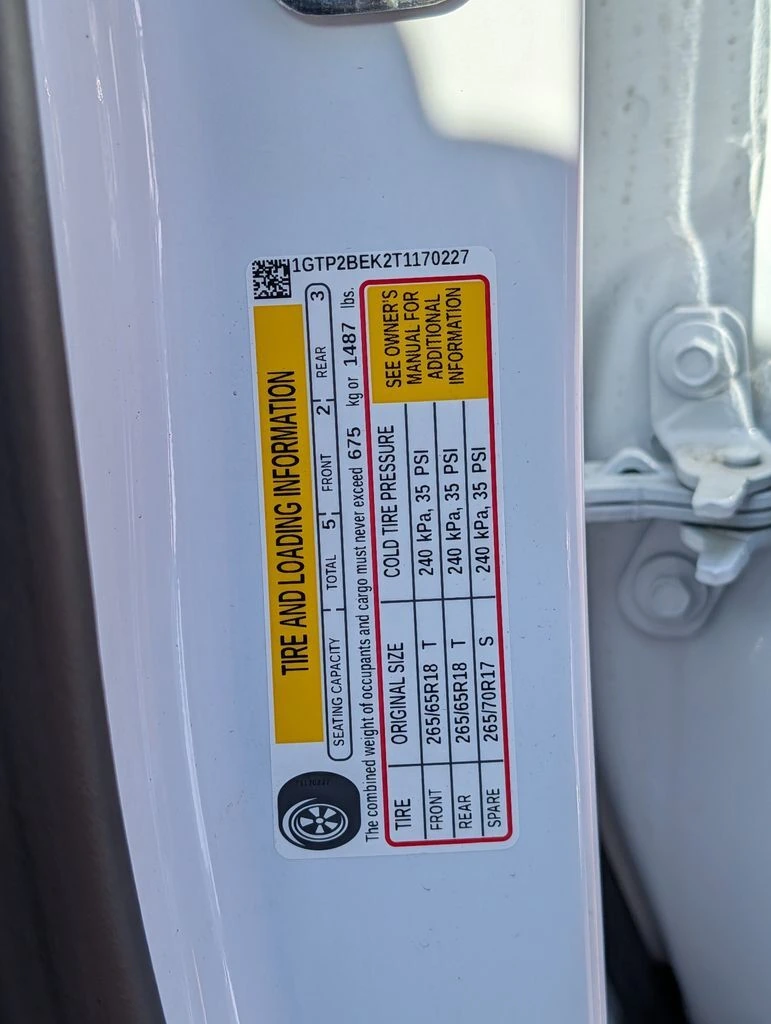 1GTP2BEK2T1170227
TIRE AND LOADING INFORMATION
SEATING CAPACITY TOTAL 5 FRONT 2 REAR 3
The combined weight of occupants and cargo must never exceed 675 kg or 1487 lbs.
TIRE ORIGINAL SIZE COLD TIRE PRESSURE
FRONT 265/65R18 T 240 kPa, 35 PSI
REAR 265/65R18 T 240 kPa, 35 PSI
SPARE 265/70R17 S 240 kPa, 35 PSI
SEE OWNER'S
MANUAL FOR
ADDITIONAL
INFORMATION